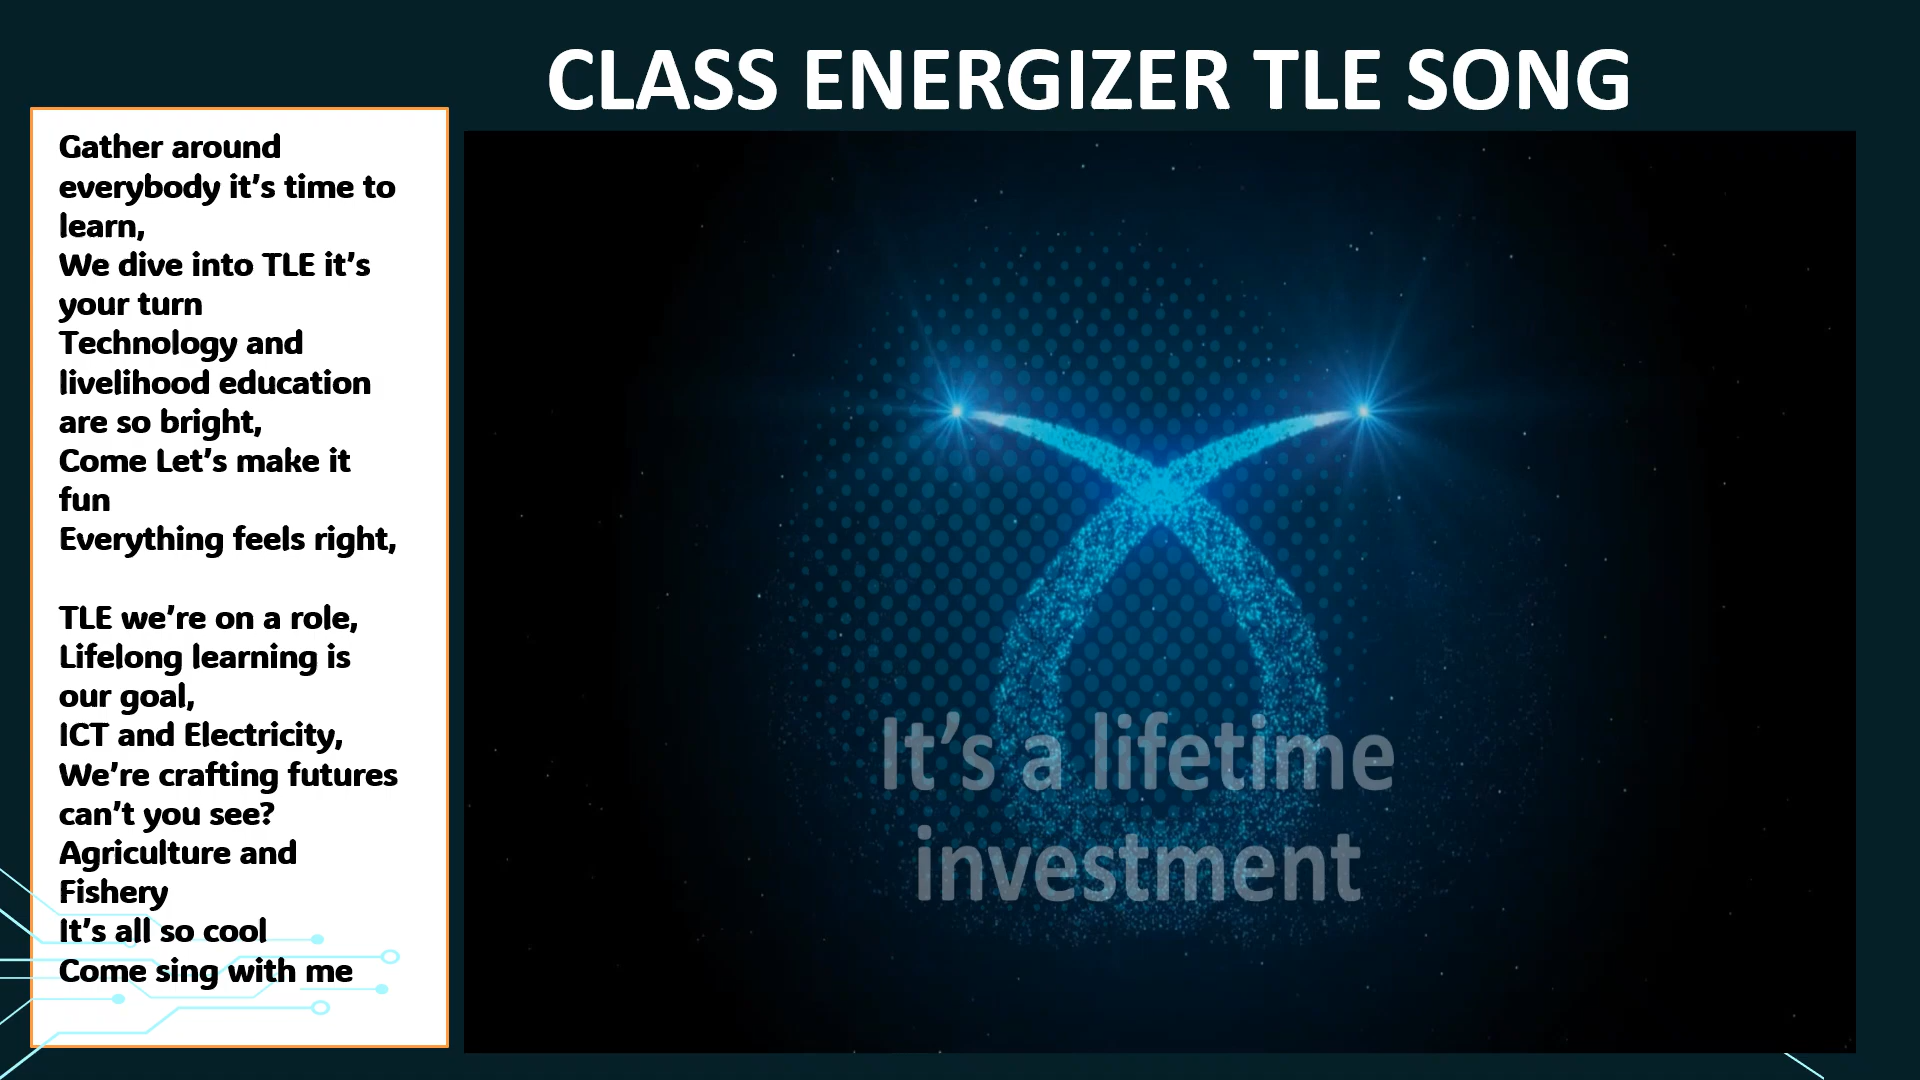 CLASS ENERGIZER TLE SONG
Gather around
everybody it's time to
learn,
We dive into TLE it's
your turn
Technology and
livelihood education
are so bright,
Come Let's make it
fun
Everything feels right,
TLE we're on a role,
Lifelong learning is
our goal,
ICT and Electricity,
We're crafting futures
can't you see?
Agriculture and
Fishery
It's all so cool
Come sing with me
It's a lifetime
investment